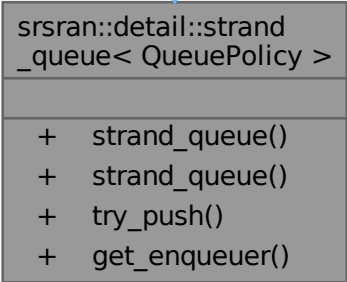 srsran::detail::strand
_queue< QueuePolicy >
+ strand_queue()
+ strand_queue()
+ try_push()
+ get_enqueuer()